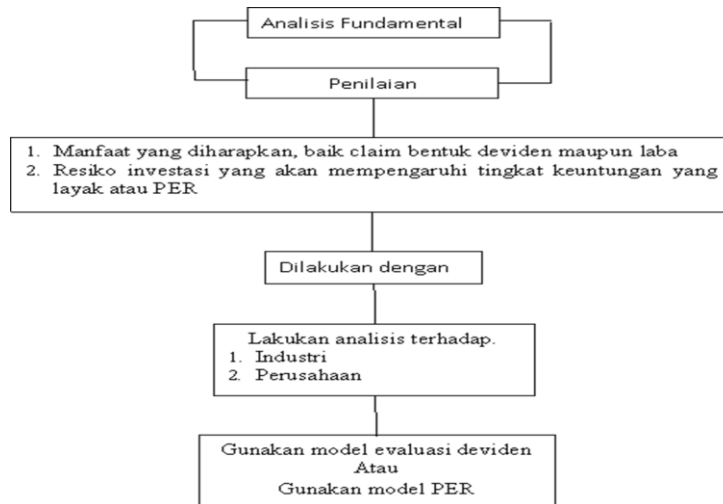 Analisis Fundamental
Penilaian
1. Manfaat yang diharapkan, baik claim bentuk deviden maupun laba
2. Resiko investasi yang akan mempengaruhi tingkat keuntungan yang
layak atau PER
Dilakukan dengan
Lakukan analisis terhadap.
1. Industri
2. Perusahaan
Gunakan model evaluasi deviden
Atau
Gunakan model PER